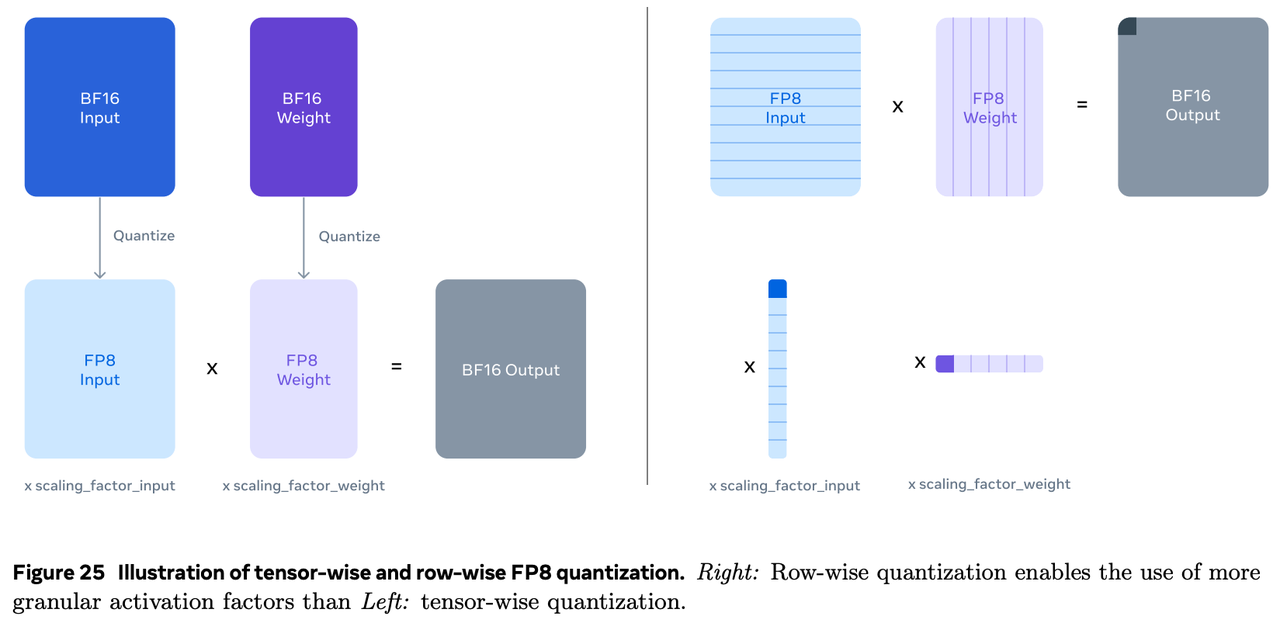 BF16
Input
BF16
Weight
Quantize
Quantize
FP8
Input
x
FP8
Weight
=
BF16 Output
x scaling_factor_input
x scaling_factor_weight
FP8
Input
x
FP8
Weight
=
BF16
Output
x
x
x scaling_factor_input
x scaling_factor_weight
Figure 25 Illustration of tensor-wise and row-wise FP8 quantization. Right: Row-wise quantization enables the use of more
granular activation factors than Left: tensor-wise quantization.